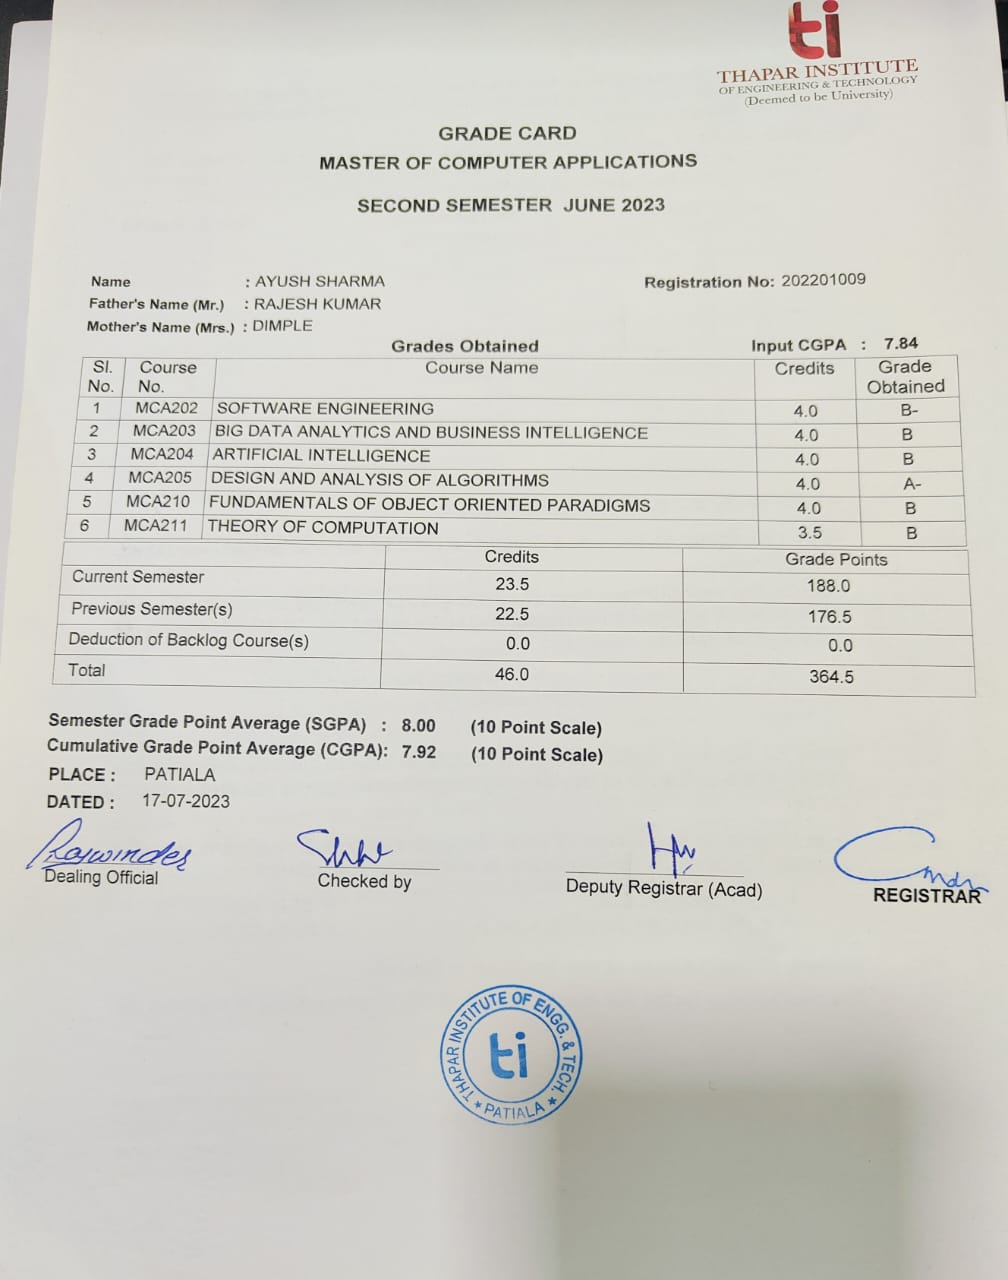 ti
THAPAR INSTITUTE
OF ENGINEERING & TECHNOLOGY
(Deemed to be University)
GRADE CARD
MASTER OF COMPUTER APPLICATIONS
SECOND SEMESTER JUNE 2023
Name : AYUSH SHARMA Registration No: 202201009
Father's Name (Mr.) : RAJESH KUMAR
Mother's Name (Mrs.) : DIMPLE
Grades Obtained Input CGPA : 7.84
Sl. No. Course No. Course Name Credits Grade Obtained
1 MCA202 SOFTWARE ENGINEERING 4.0 B-
2 MCA203 BIG DATA ANALYTICS AND BUSINESS INTELLIGENCE 4.0 B
3 MCA204 ARTIFICIAL INTELLIGENCE 4.0 B
4 MCA205 DESIGN AND ANALYSIS OF ALGORITHMS 4.0 A-
5 MCA210 FUNDAMENTALS OF OBJECT ORIENTED PARADIGMS 4.0 B
6 MCA211 THEORY OF COMPUTATION 3.5 B
Credits Grade Points
Current Semester 23.5 188.0
Previous Semester(s) 22.5 176.5
Deduction of Backlog Course(s) 0.0 0.0
Total 46.0 364.5
Semester Grade Point Average (SGPA) : 8.00 (10 Point Scale)
Cumulative Grade Point Average (CGPA): 7.92 (10 Point Scale)
PLACE : PATIALA
DATED : 17-07-2023
Rajwinder
Dealing Official Checked by Deputy Registrar (Acad) REGISTRAR
THAPAR INSTITUTE OF ENGG. & TECH.
ti
★ PATIALA ★